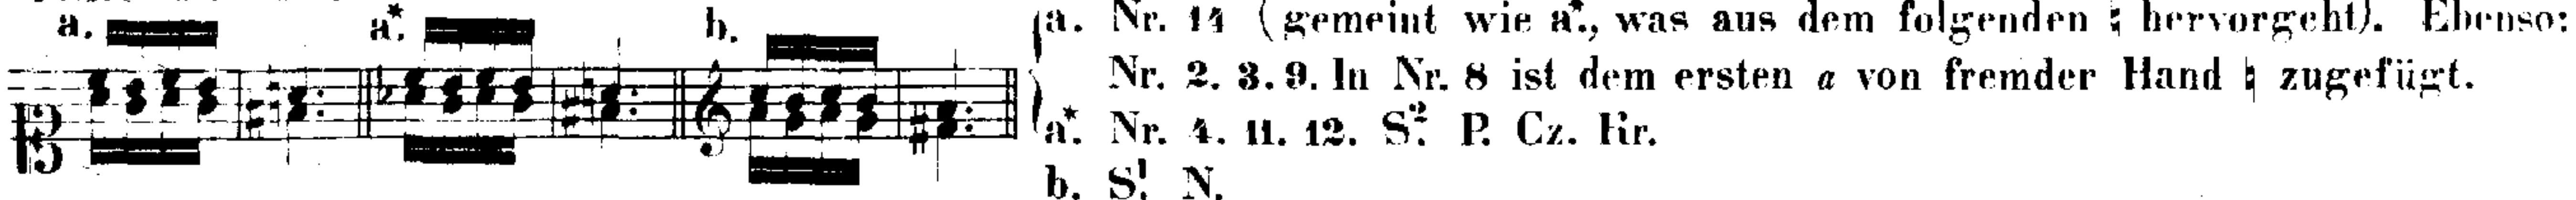 a. a*. b.
a. Nr. 14 (gemeint wie a*., was aus dem folgenden ♮ hervorgeht). Ebenso:
Nr. 2. 3. 9. In Nr. 8 ist dem ersten a von fremder Hand ♮ zugefügt.
a*. Nr. 4. 11. 12. S². P. Cz. Kr.
b. S¹. N.